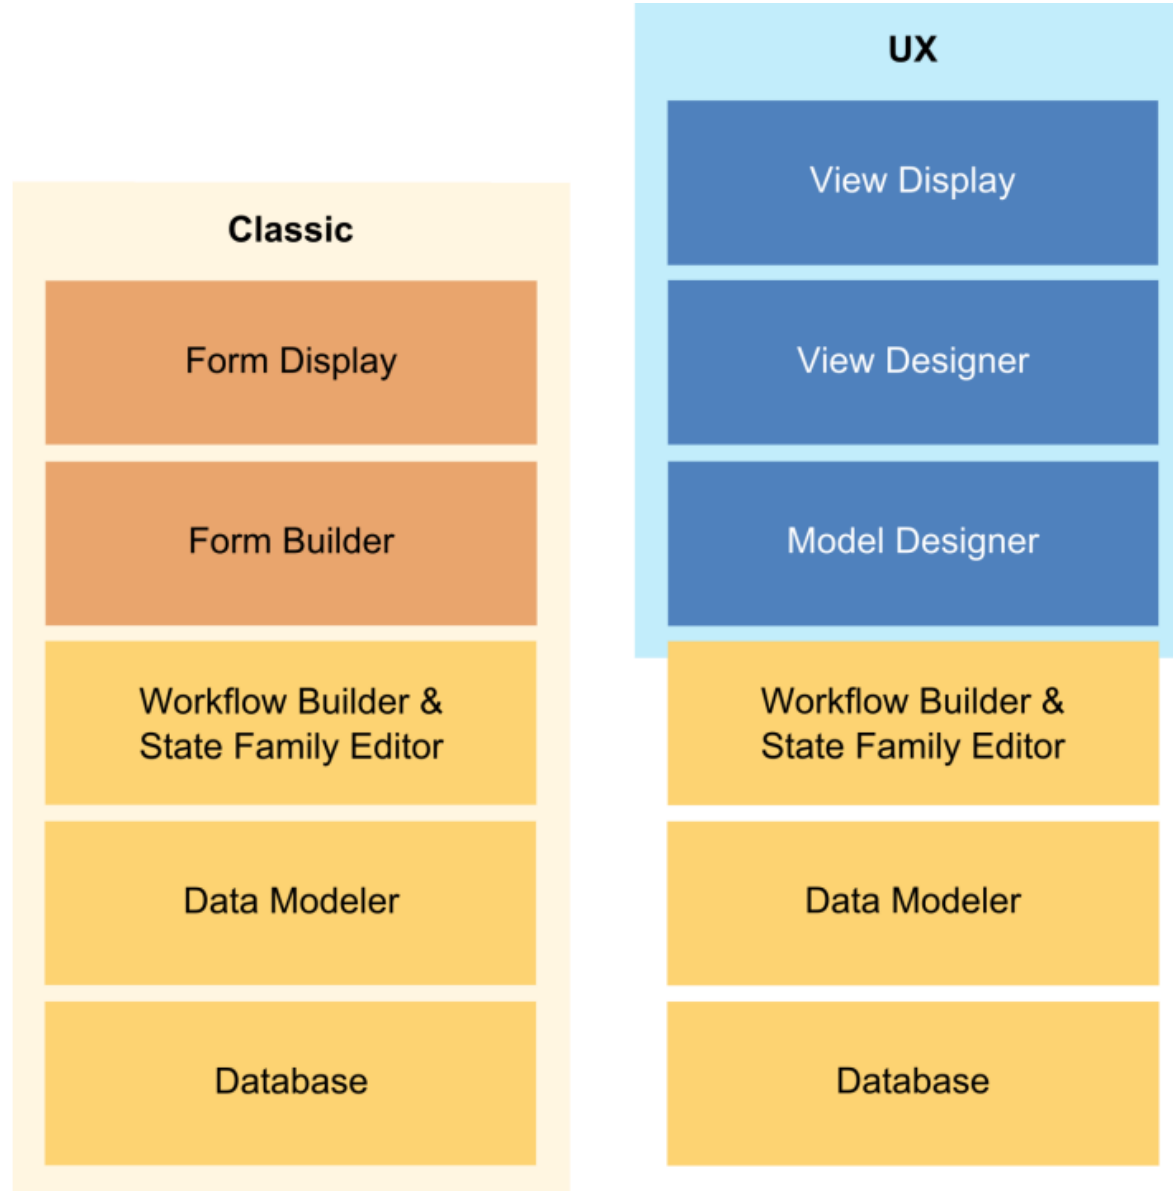 Classic
Form Display
Form Builder
Workflow Builder &
State Family Editor
Data Modeler
Database
UX
View Display
View Designer
Model Designer
Workflow Builder &
State Family Editor
Data Modeler
Database